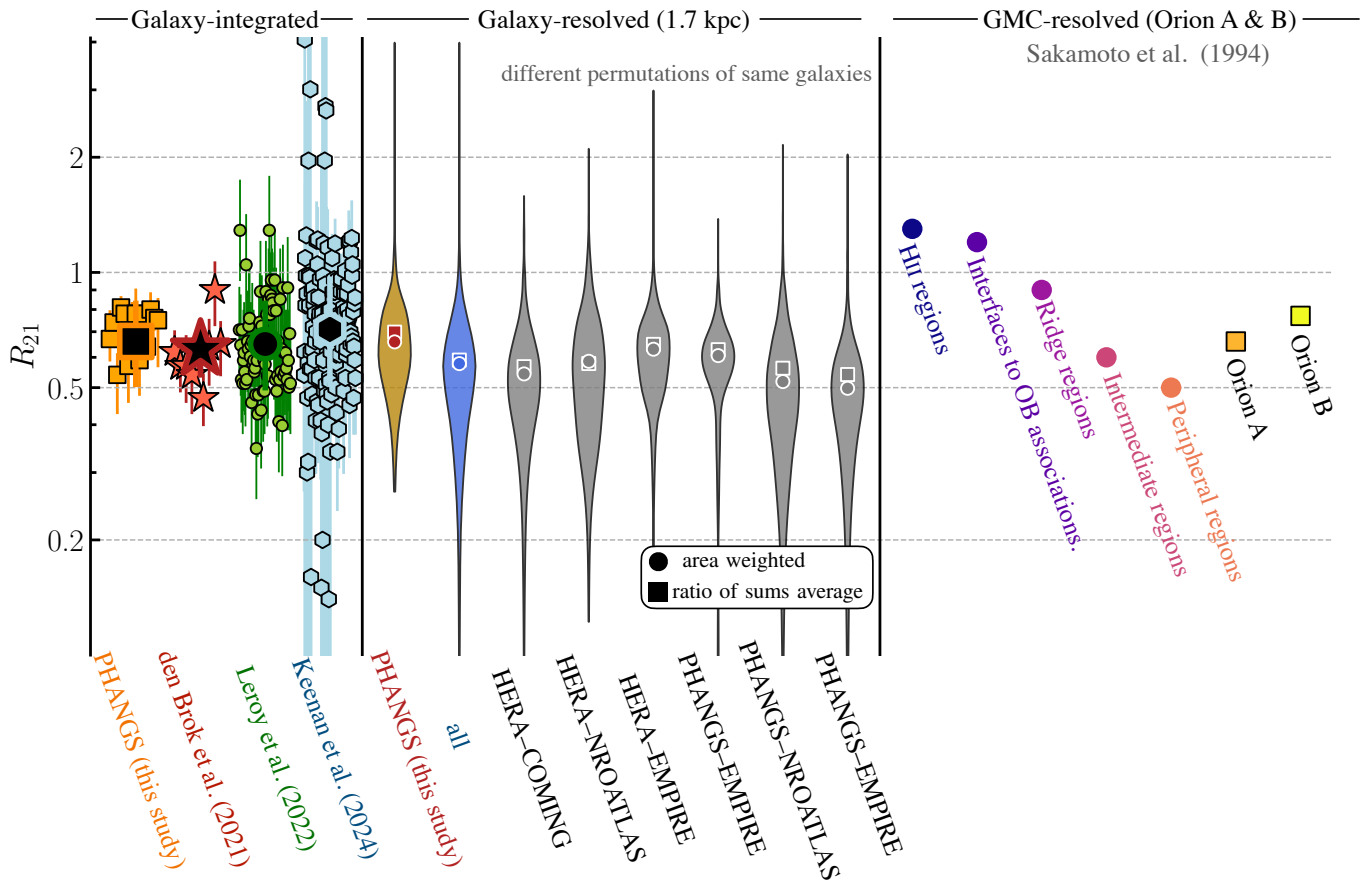 Galaxy-integrated
Galaxy-resolved (1.7 kpc)
GMC-resolved (Orion A & B)
Sakamoto et al. (1994)
different permutations of same galaxies
R21
2
1
0.5
0.2
HII regions
Interfaces to OB associations.
Ridge regions
Intermediate regions
Peripheral regions
Orion A
Orion B
area weighted
ratio of sums average
PHANGS (this study)
den Brok et al. (2021)
Leroy et al. (2022)
Keenan et al. (2024)
PHANGS (this study)
all
HERA–COMING
HERA–NROATLAS
HERA–EMPIRE
PHANGS–EMPIRE
PHANGS–NROATLAS
PHANGS–EMPIRE